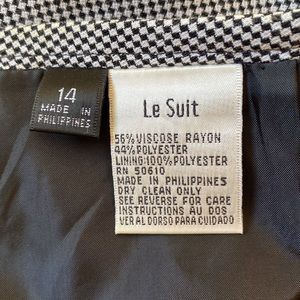 14
MADE IN
PHILIPPINES
Le Suit
56% VISCOSE RAYON
44% POLYESTER
LINING:100% POLYESTER
RN 50610
MADE IN PHILIPPINES
DRY CLEAN ONLY
SEE REVERSE FOR CARE
INSTRUCTIONS AU DOS
VER AL DORSO PARA CUIDADO